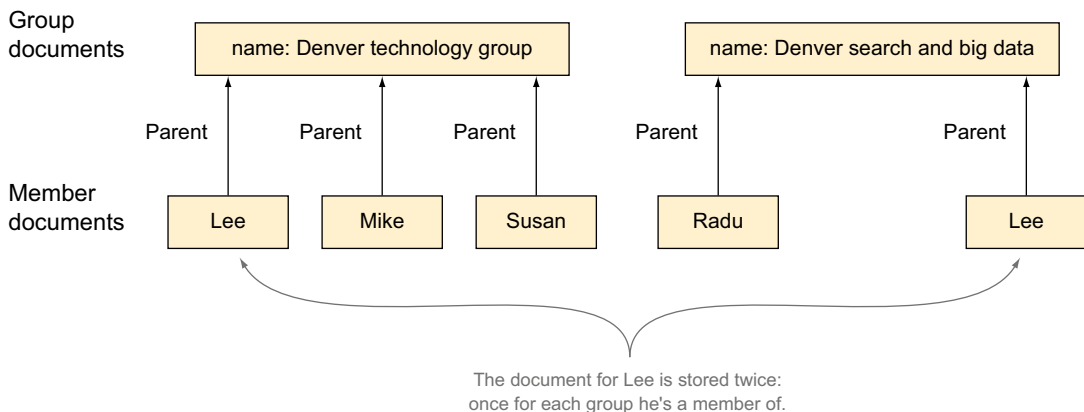 Group
documents
name: Denver technology group
name: Denver search and big data
Parent
Parent
Parent
Parent
Parent
Member
documents
Lee
Mike
Susan
Radu
Lee
The document for Lee is stored twice:
once for each group he's a member of.